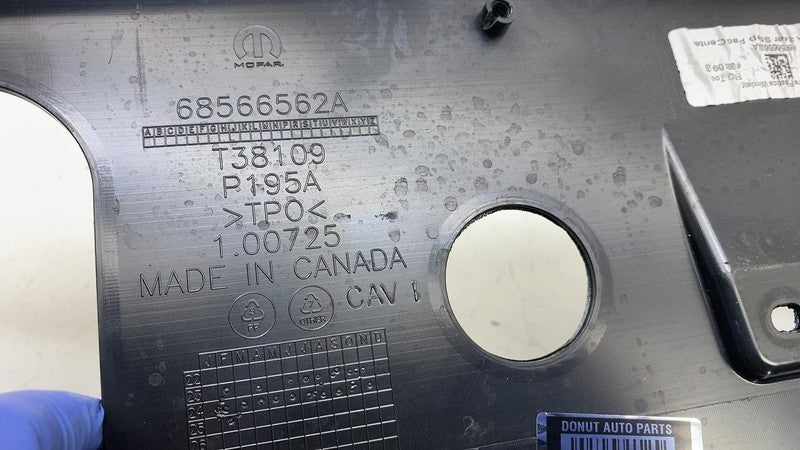 MOPAR
68566562A
ABCDEFGHJKLMNPRSTUVWXYZ
T38109
P195A
>TPO<
1.00725
MADE IN CANADA
PP
7
OTHER
CAV
J F M A M J J A S O N D
22
23
24
25
DONUT AUTO PARTS